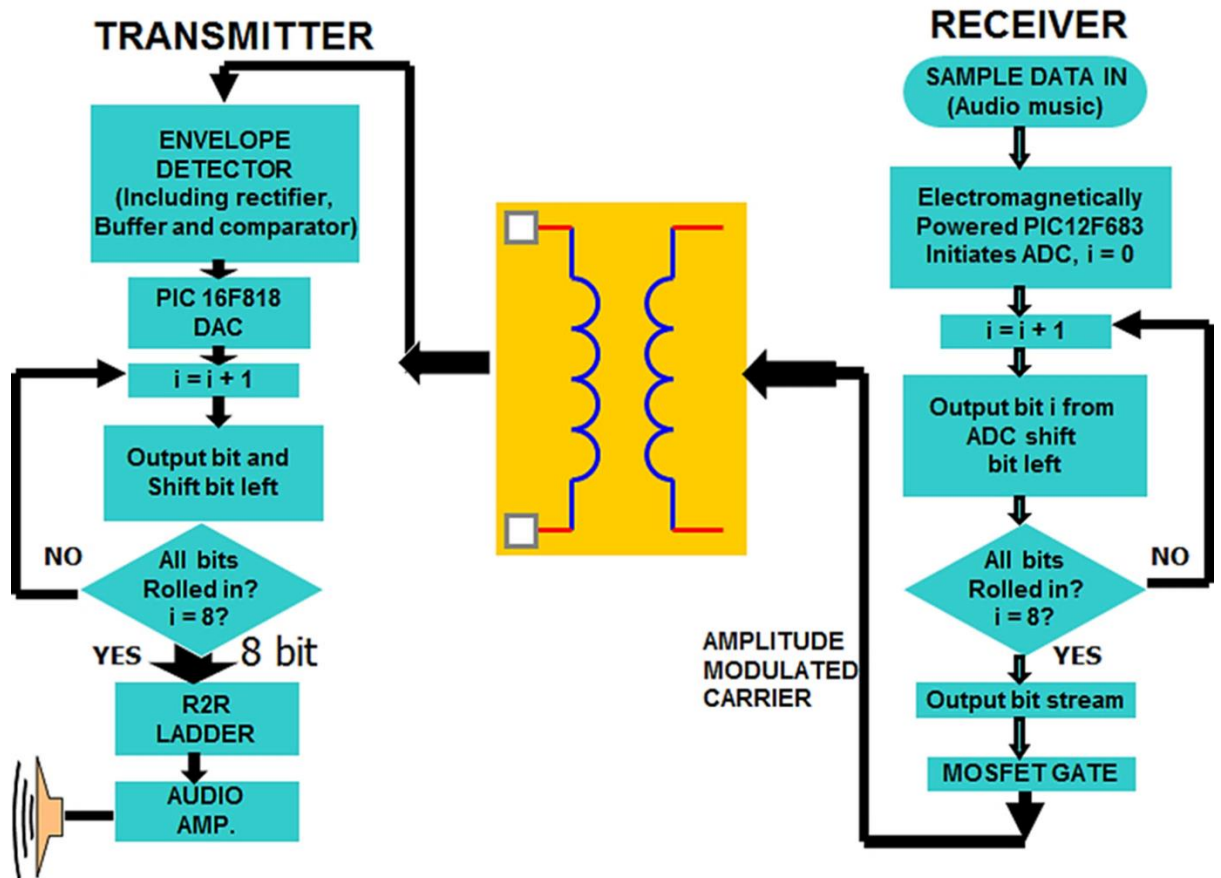 TRANSMITTER
ENVELOPE
DETECTOR
(Including rectifier,
Buffer and comparator)
PIC 16F818
DAC
i = i + 1
Output bit and
Shift bit left
NO
All bits
Rolled in?
i = 8?
YES
8 bit
R2R
LADDER
AUDIO
AMP.
AMPLITUDE
MODULATED
CARRIER
RECEIVER
SAMPLE DATA IN
(Audio music)
Electromagnetically
Powered PIC12F683
Initiates ADC, i = 0
i = i + 1
Output bit i from
ADC shift
bit left
All bits
Rolled in?
i = 8?
NO
YES
Output bit stream
MOSFET GATE